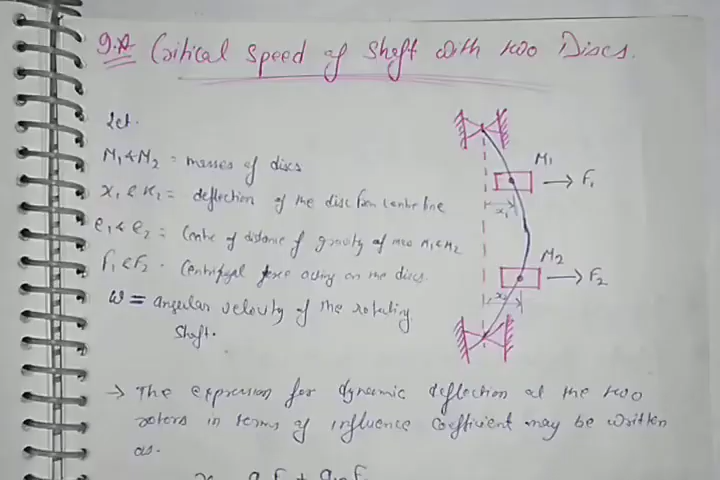 9.A Critical Speed of Shaft with two Discs.
Let.
M₁ & M₂ = masses of discs
M₁
F₁
x₁ & x₂ = deflection of the disc from centre line
x₁
e₁ & e₂ = Centre of distance of gravity of M₁ & M₂
M₂
F₁ & F₂ - Centrifugal force acting on the discs.
F₂
ω = angular velocity of the rotating
x₂
Shaft.
→ The expression for dynamic deflection at the two
rotors in terms of influence coefficient may be written
as.